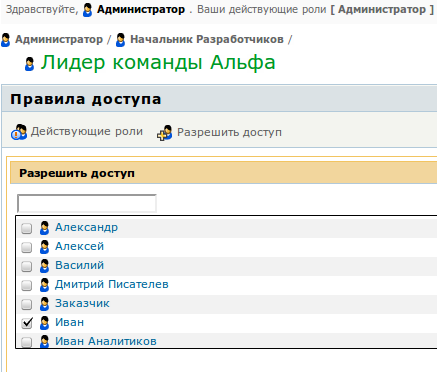 Здравствуйте, Администратор . Ваши действующие роли [ Администратор ]
Администратор / Начальник Разработчиков /
Лидер команды Альфа
Правила доступа
Действующие роли Разрешить доступ
Разрешить доступ
Александр
Алексей
Василий
Дмитрий Писателев
Заказчик
Иван
Иван Аналитиков